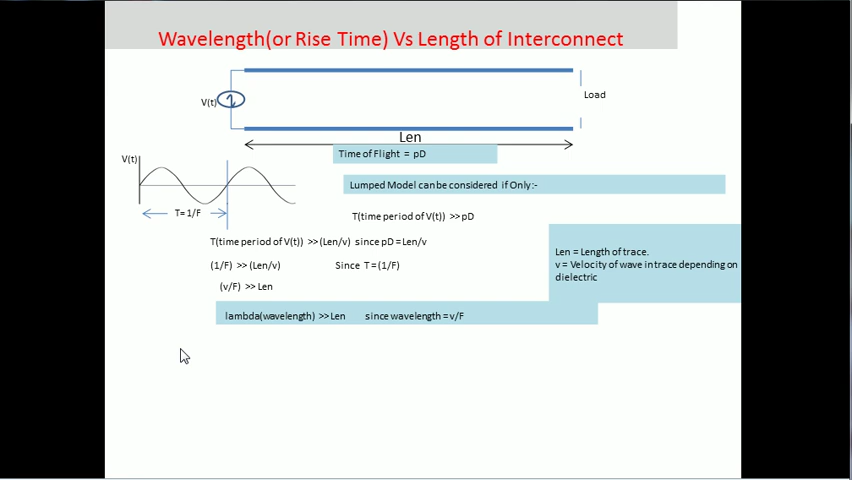 Wavelength(or Rise Time) Vs Length of Interconnect
V(t)
Load
Len
Time of Flight = pD
V(t)
Lumped Model can be considered if Only:-
T=1/F
T(time period of V(t)) >>pD
T(time period of V(t)) >>(Len/v) since pD=Len/v
(1/F) >>(Len/v) Since T=(1/F)
(v/F) >>Len
Len = Length of trace.
v = Velocity of wave in trace depending on
dielectric
lambda(wavelength) >>Len since wavelength=v/F